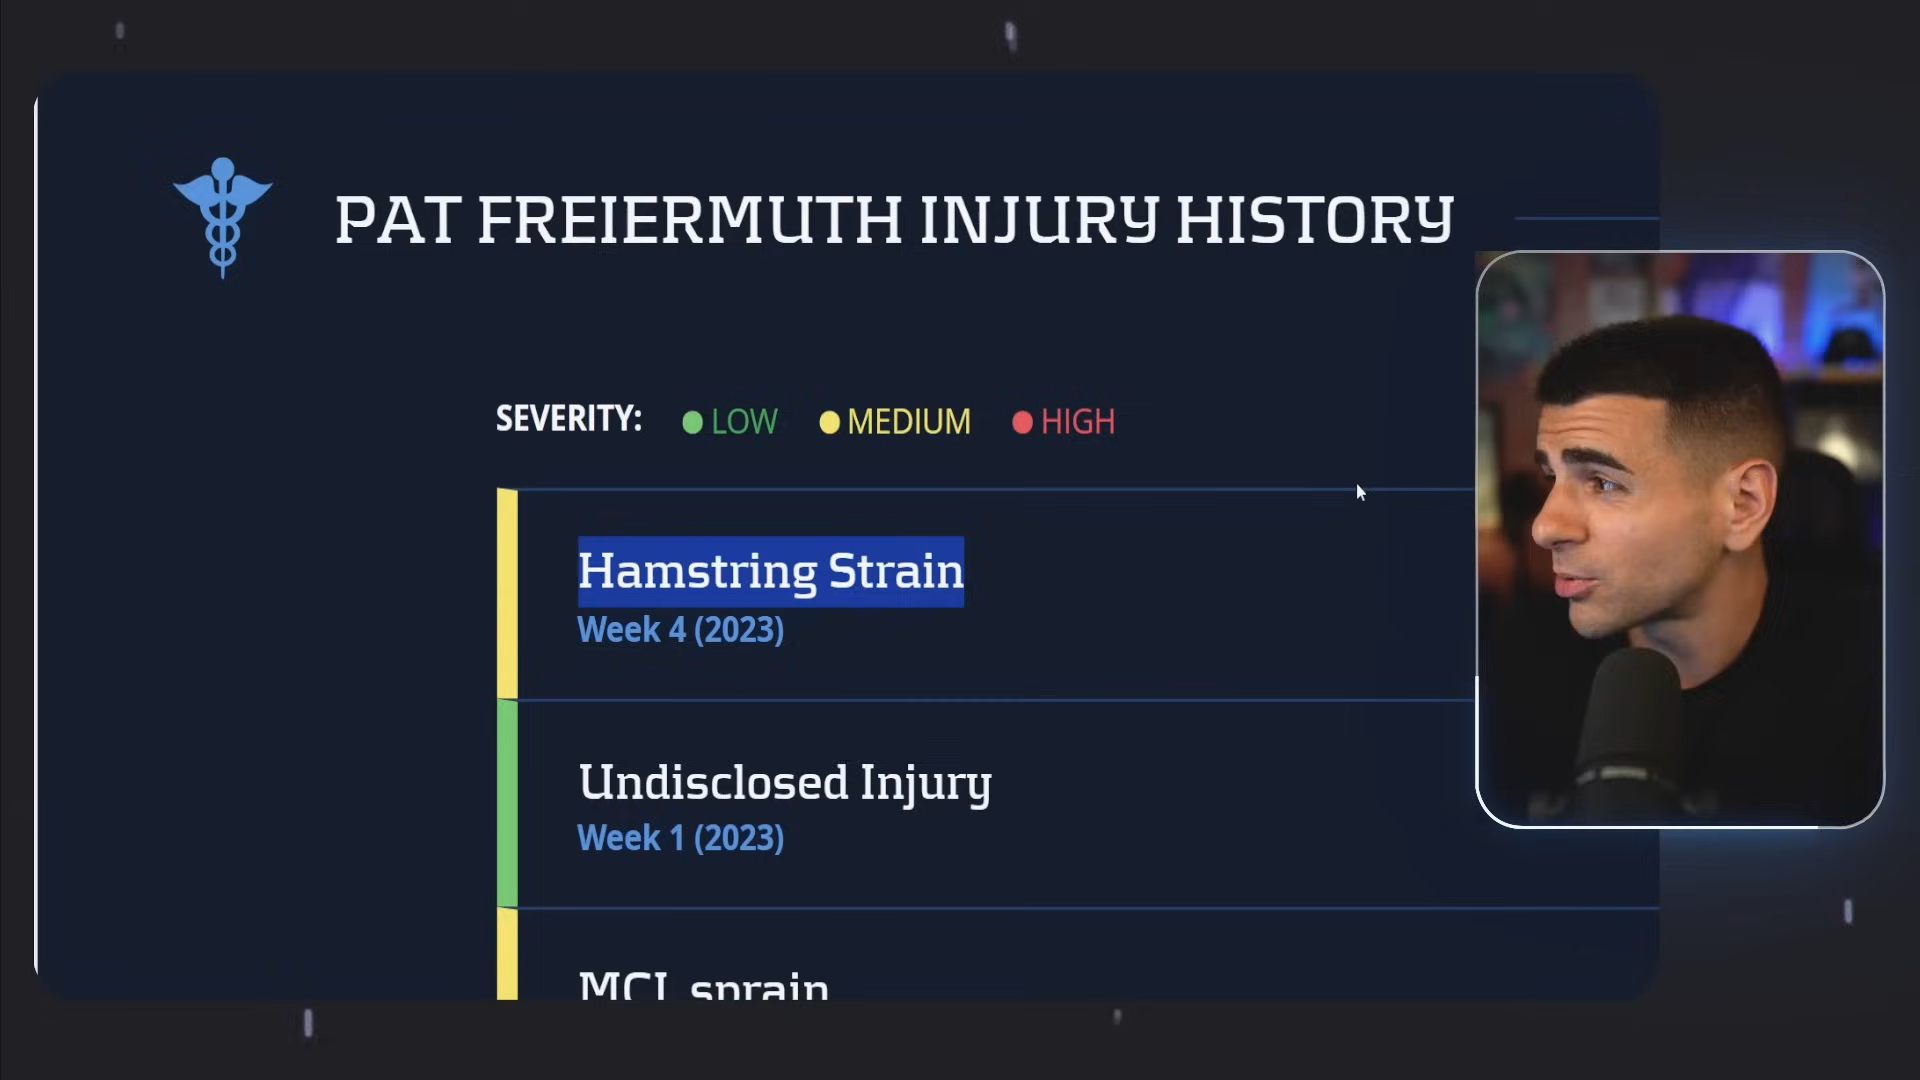 PAT FREIERMUTH INJURY HISTORY
SEVERITY: LOW MEDIUM HIGH
Hamstring Strain
Week 4 (2023)
Undisclosed Injury
Week 1 (2023)
MCL sprain